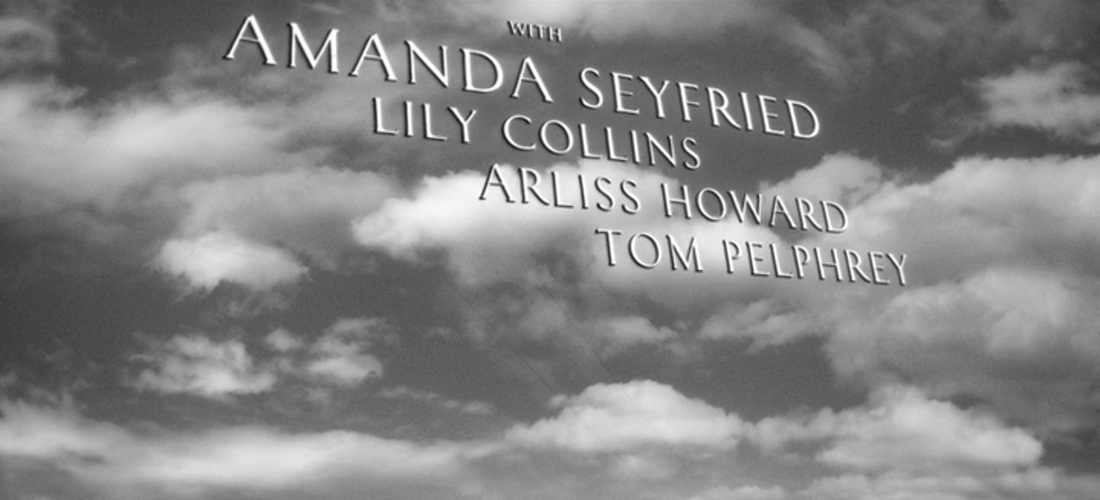 WITH
AMANDA SEYFRIED
LILY COLLINS
ARLISS HOWARD
TOM PELPHREY